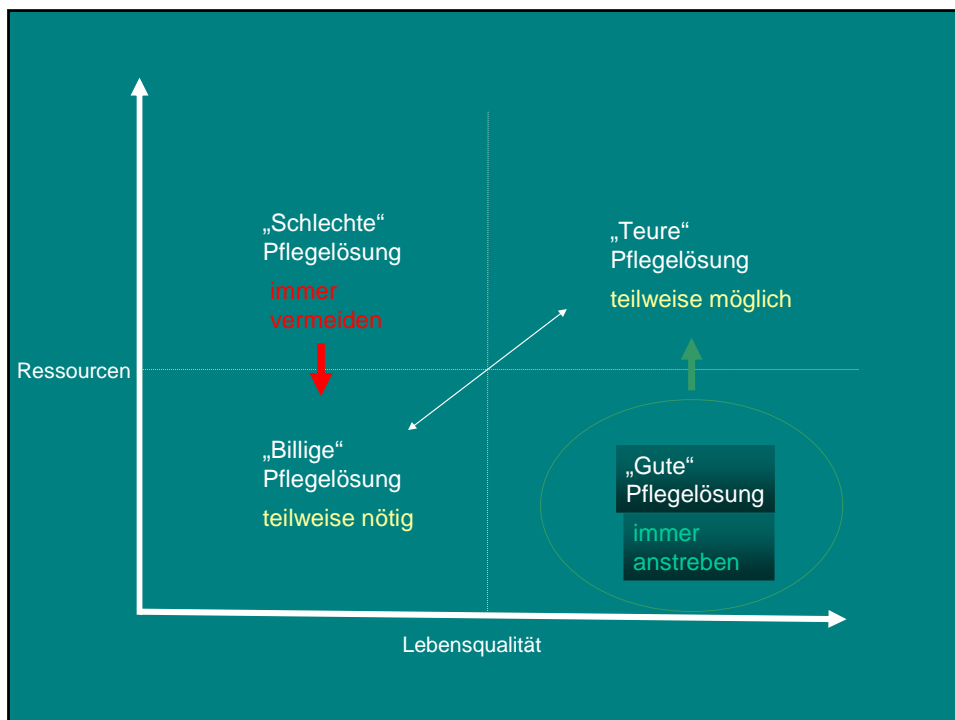 „Schlechte“
Pflegelösung
immer
vermeiden
„Teure“
Pflegelösung
teilweise möglich
Ressourcen
„Billige“
Pflegelösung
teilweise nötig
„Gute“
Pflegelösung
immer
anstreben
Lebensqualität